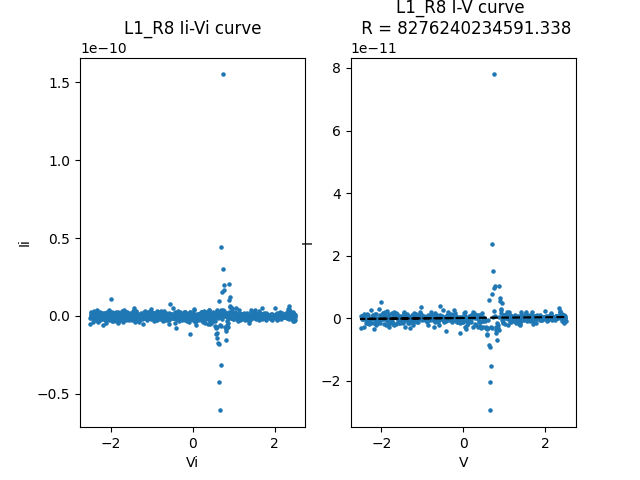 L1_R8 Ii-Vi curve
1e−10
1.5
1.0
0.5
0.0
−0.5
Ii
−2
0
2
Vi
L1_R8 I-V curve
R = 8276240234591.338
1e−11
8
6
4
2
0
−2
I
−2
0
2
V